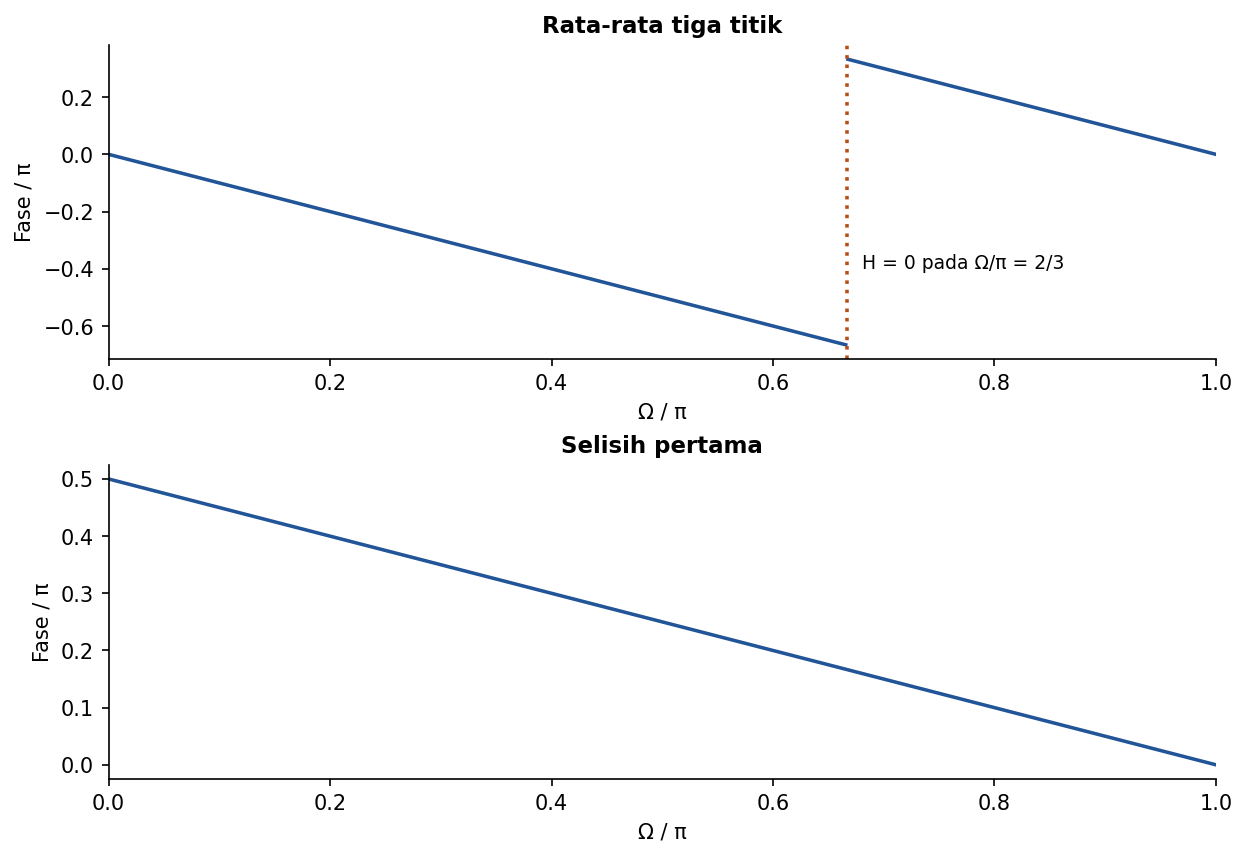 Rata-rata tiga titik
Fase / π
0.2
0.0
−0.2
−0.4
−0.6
H = 0 pada Ω/π = 2/3
0.0 0.2 0.4 0.6 0.8 1.0
Ω / π
Selisih pertama
Fase / π
0.5
0.4
0.3
0.2
0.1
0.0
0.0 0.2 0.4 0.6 0.8 1.0
Ω / π